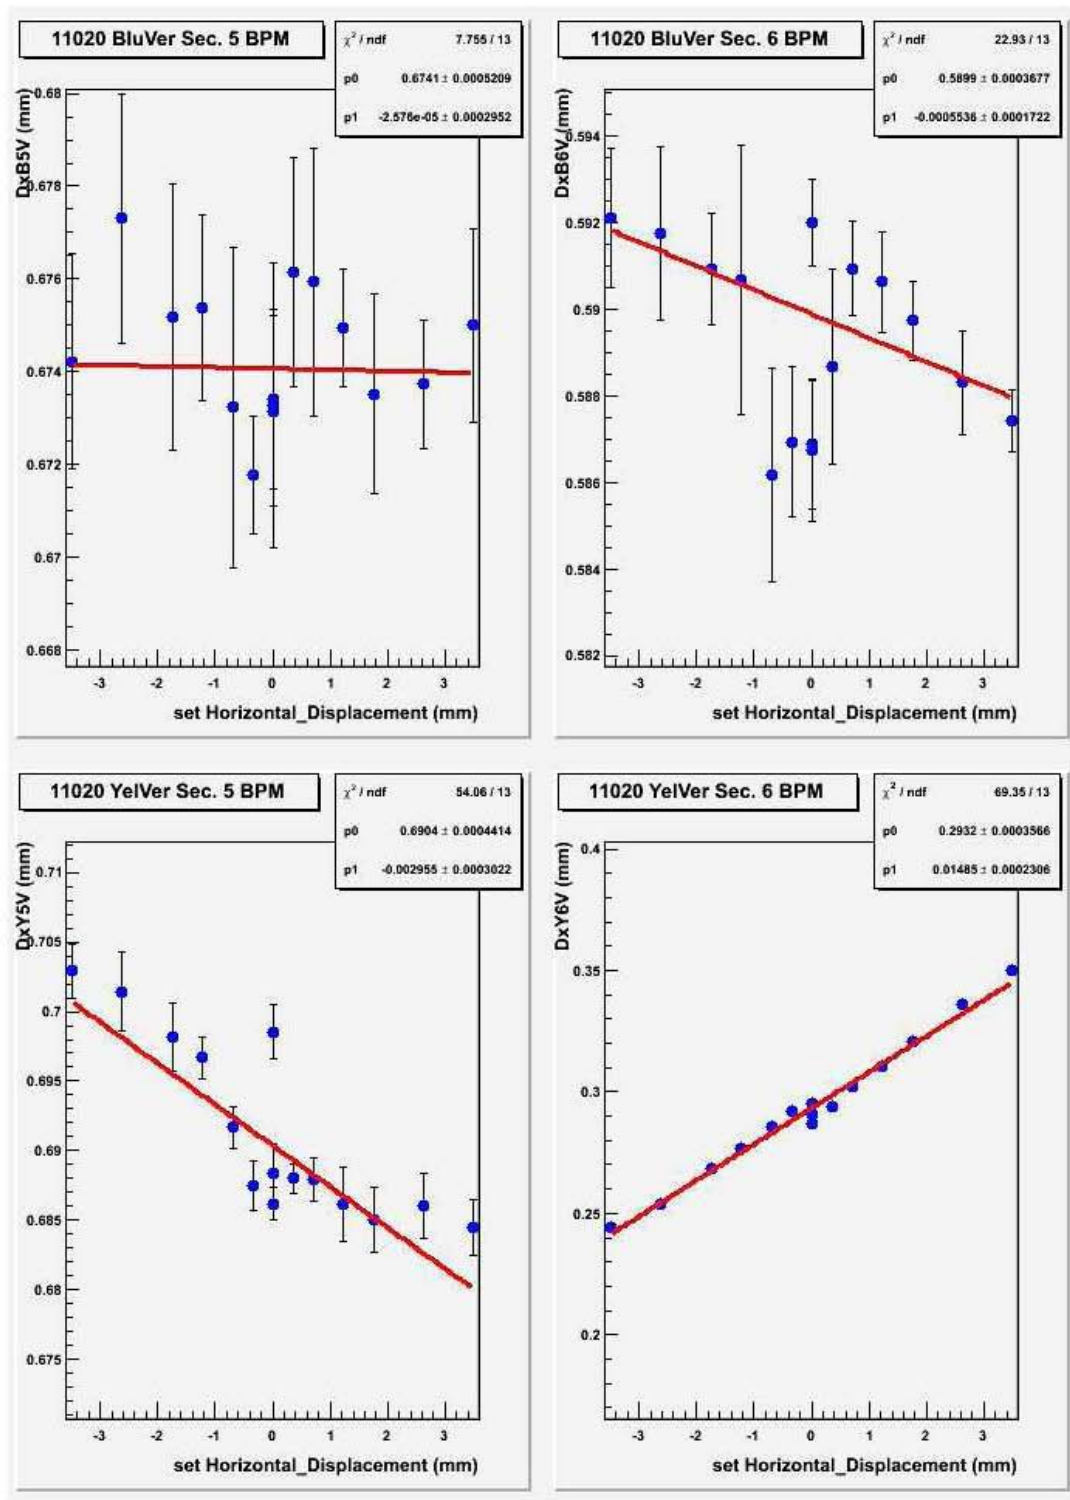 11020 BluVer Sec. 5 BPM
χ² / ndf 7.755 / 13
p0 0.6741 ± 0.0005209
p1 -2.576e-05 ± 0.0002952
DxB5V (mm)
0.68
0.678
0.676
0.674
0.672
0.67
0.668
-3 -2 -1 0 1 2 3
set Horizontal_Displacement (mm)
11020 BluVer Sec. 6 BPM
χ² / ndf 22.93 / 13
p0 0.5899 ± 0.0003677
p1 -0.0005536 ± 0.0001722
DxB6V (mm)
0.594
0.592
0.59
0.588
0.586
0.584
0.582
-3 -2 -1 0 1 2 3
set Horizontal_Displacement (mm)
11020 YelVer Sec. 5 BPM
χ² / ndf 54.06 / 13
p0 0.6904 ± 0.0004414
p1 -0.002955 ± 0.0003022
DxY5V (mm)
0.71
0.705
0.7
0.695
0.69
0.685
0.68
0.675
-3 -2 -1 0 1 2 3
set Horizontal_Displacement (mm)
11020 YelVer Sec. 6 BPM
χ² / ndf 69.35 / 13
p0 0.2932 ± 0.0003566
p1 0.01485 ± 0.0002306
DxY6V (mm)
0.4
0.35
0.3
0.25
0.2
-3 -2 -1 0 1 2 3
set Horizontal_Displacement (mm)